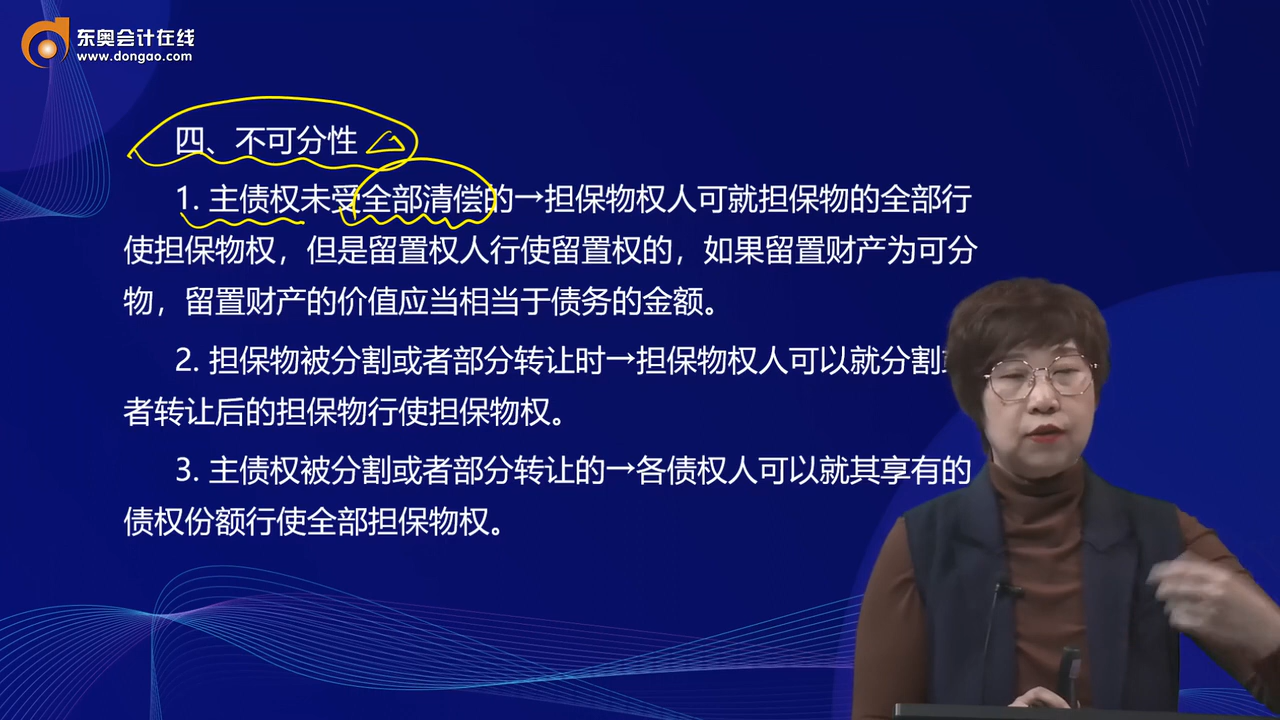 东奥会计在线
www.dongao.com
四、不可分性
1. 主债权未受全部清偿的→担保物权人可就担保物的全部行
使担保物权，但是留置权人行使留置权的，如果留置财产为可分
物，留置财产的价值应当相当于债务的金额。
2. 担保物被分割或者部分转让时→担保物权人可以就分割
者转让后的担保物行使担保物权。
3. 主债权被分割或者部分转让的→各债权人可以就其享有的
债权份额行使全部担保物权。